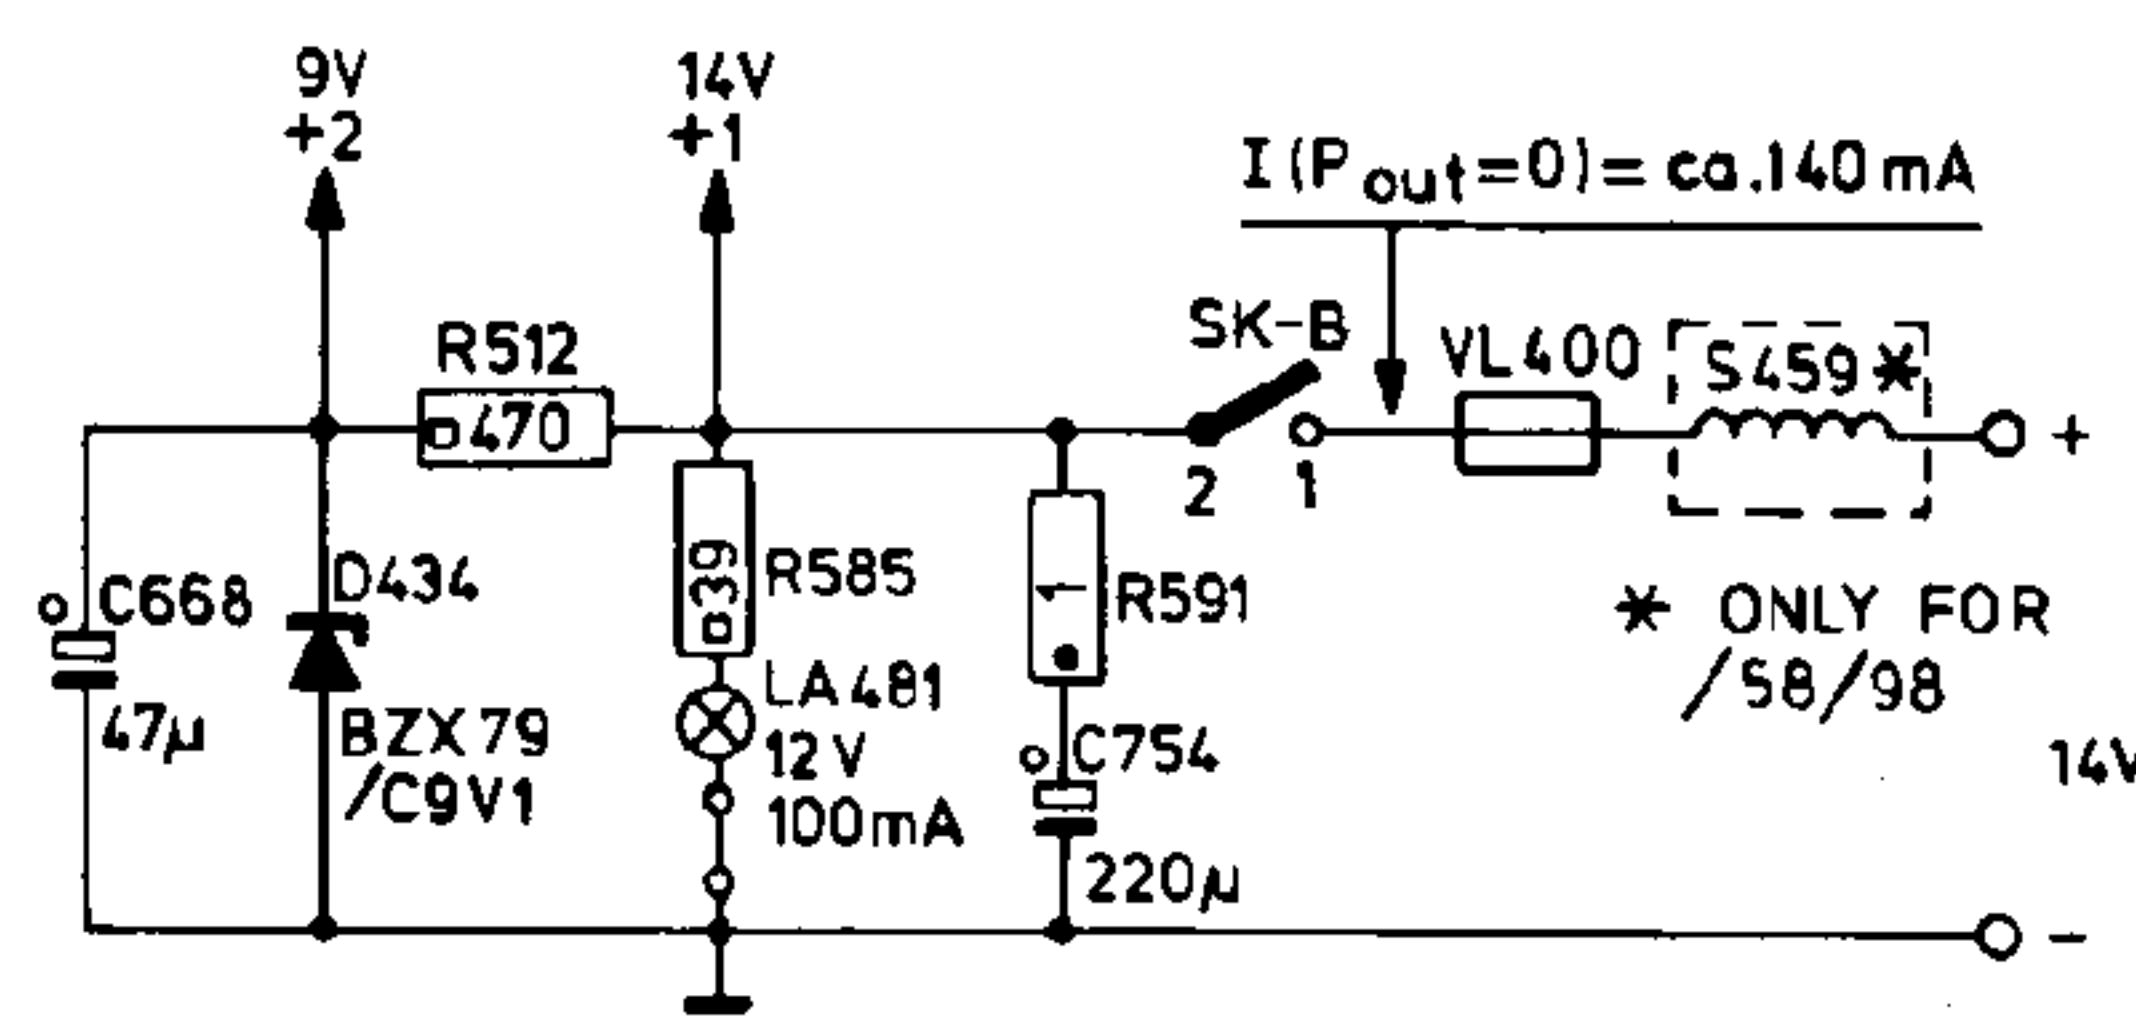 9V
+2
14V
+1
I(Pout=0)= ca.140mA
SK-B
VL400
S459*
R512
470
+
2
1
39
R585
1
R591
C668
47µ
D434
BZX79
/C9V1
LA481
12V
100mA
C754
220µ
* ONLY FOR
/58/98
14V
-